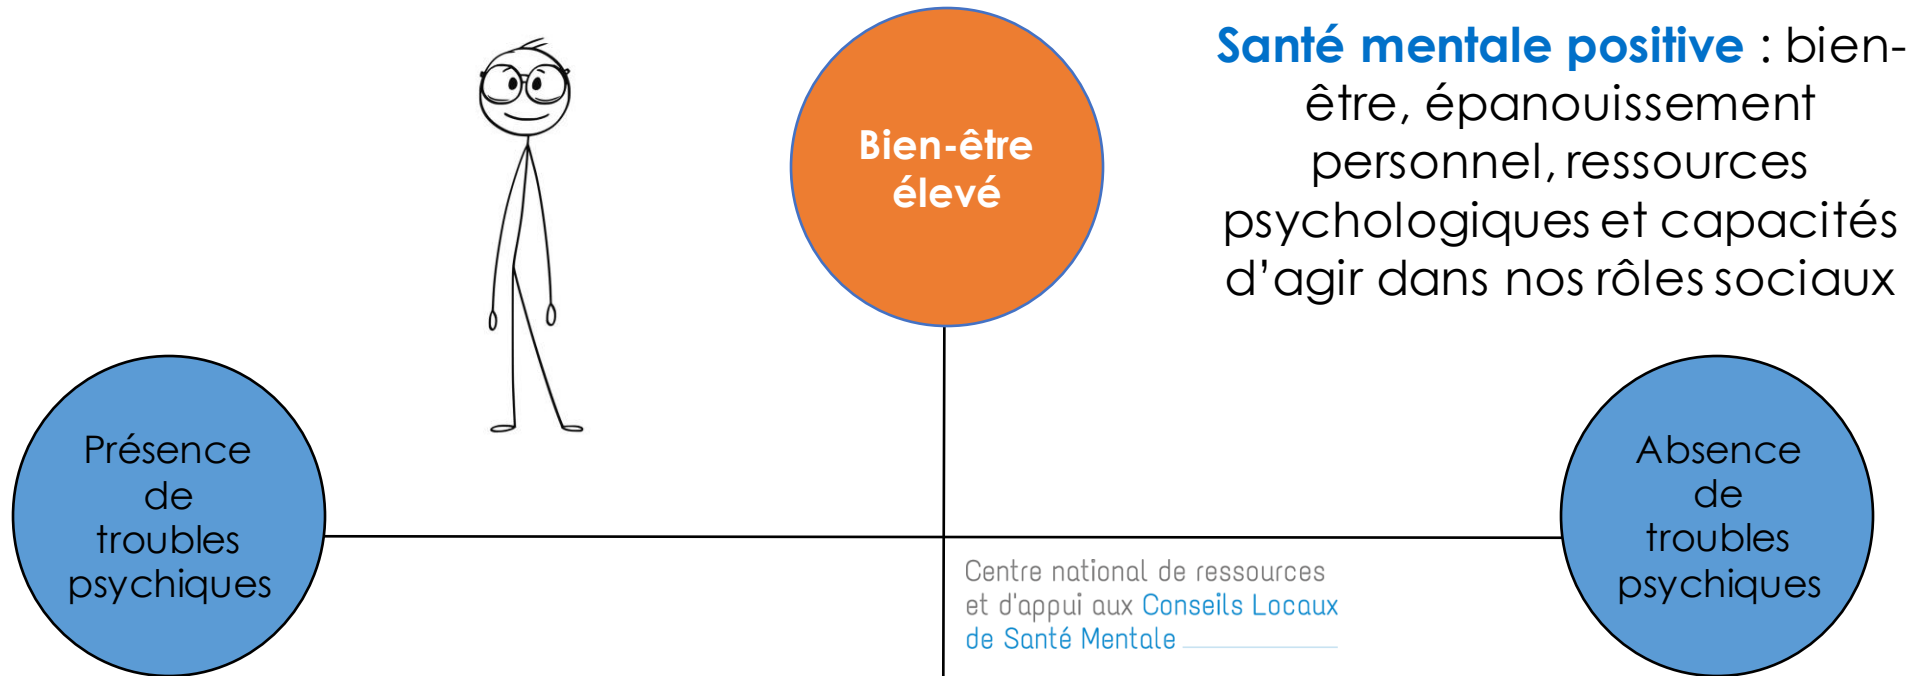 Santé mentale positive : bien-
être, épanouissement
personnel, ressources
psychologiques et capacités
d’agir dans nos rôles sociaux
Bien-être
élevé
Présence
de
troubles
psychiques
Absence
de
troubles
psychiques
Centre national de ressources
et d'appui aux Conseils Locaux
de Santé Mentale